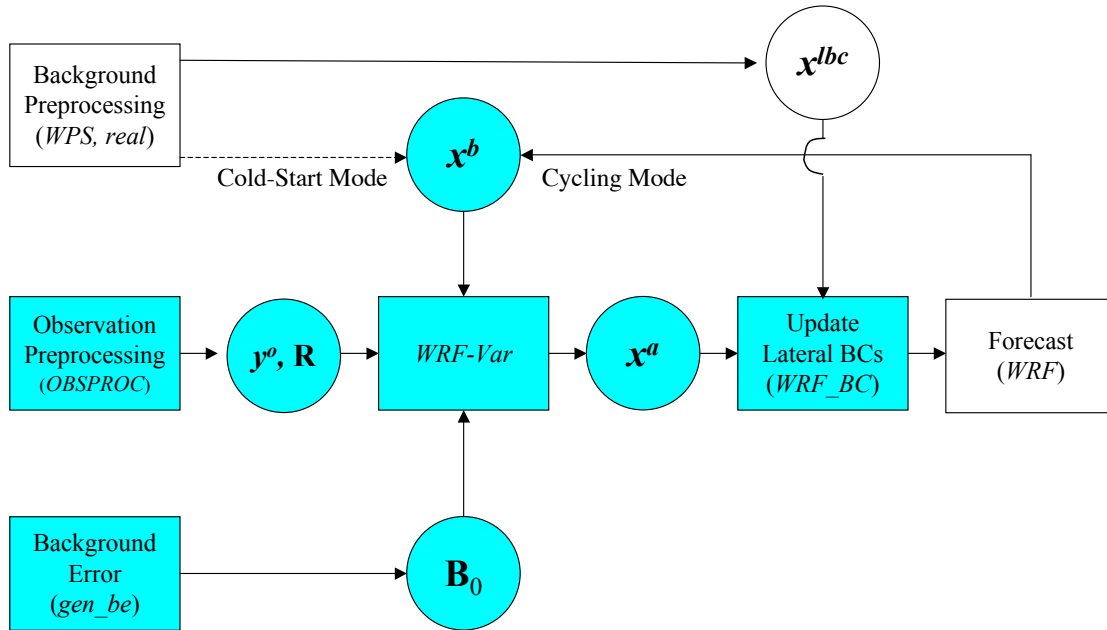 Background
Preprocessing
(WPS, real)
x^lbc
x^b
Cold-Start Mode
Cycling Mode
Observation
Preprocessing
(OBSPROC)
y^o, R
WRF-Var
x^a
Update
Lateral BCs
(WRF_BC)
Forecast
(WRF)
Background
Error
(gen_be)
B₀